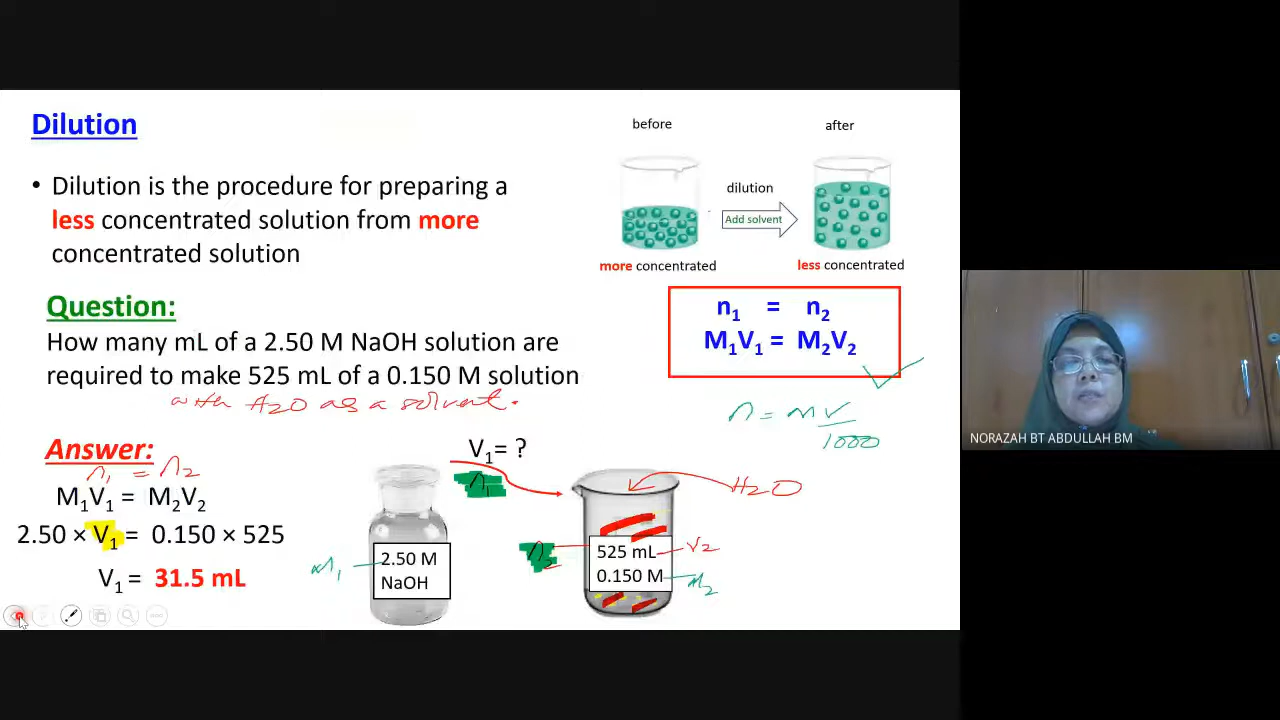 Dilution
• Dilution is the procedure for preparing a
less concentrated solution from more
concentrated solution
before
after
dilution
Add solvent
more concentrated
less concentrated
n₁ = n₂
M₁V₁ = M₂V₂
n = MV
1000
Question:
How many mL of a 2.50 M NaOH solution are
required to make 525 mL of a 0.150 M solution
with H2O as a solvent.
Answer:
n₁ = n₂
M₁V₁ = M₂V₂
2.50 × V₁ = 0.150 × 525
V₁ = 31.5 mL
V₁ = ?
n₁
H2O
M₁
2.50 M
NaOH
n₂
525 mL
V₂
0.150 M
M₂
NORAZAH BT ABDULLAH BM